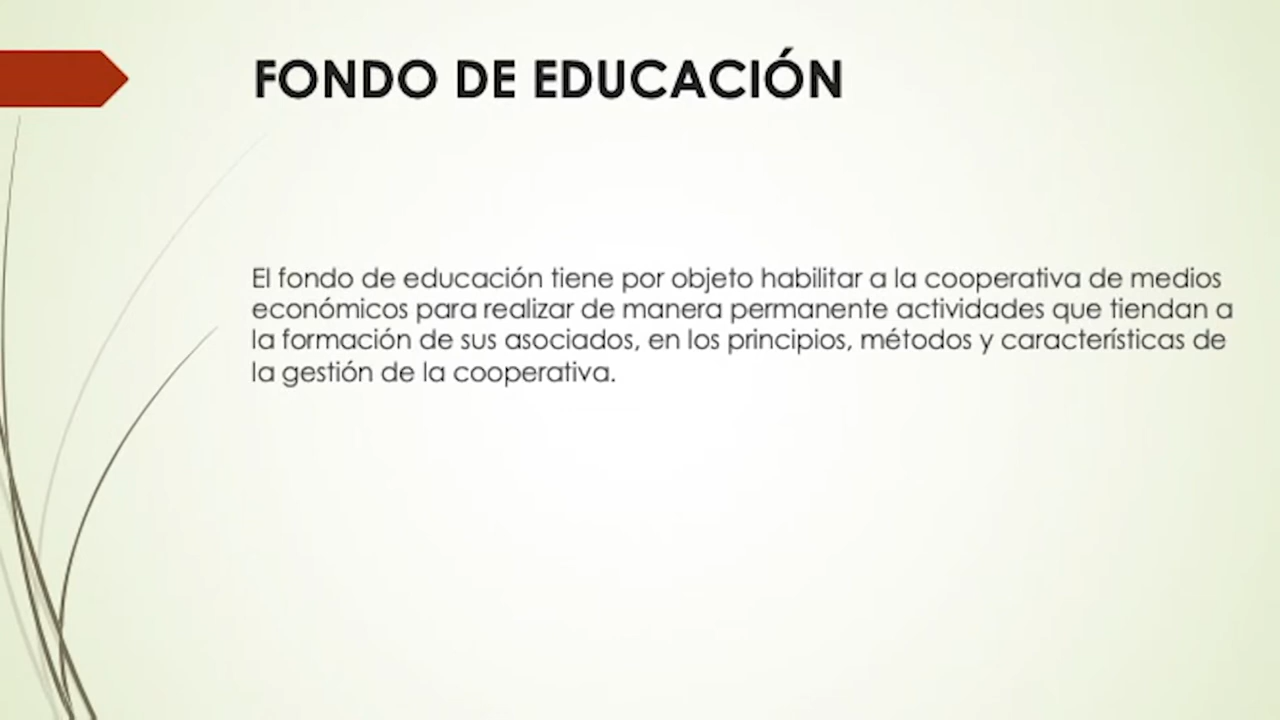 FONDO DE EDUCACIÓN
El fondo de educación tiene por objeto habilitar a la cooperativa de medios
económicos para realizar de manera permanente actividades que tiendan a
la formación de sus asociados, en los principios, métodos y características de
la gestión de la cooperativa.